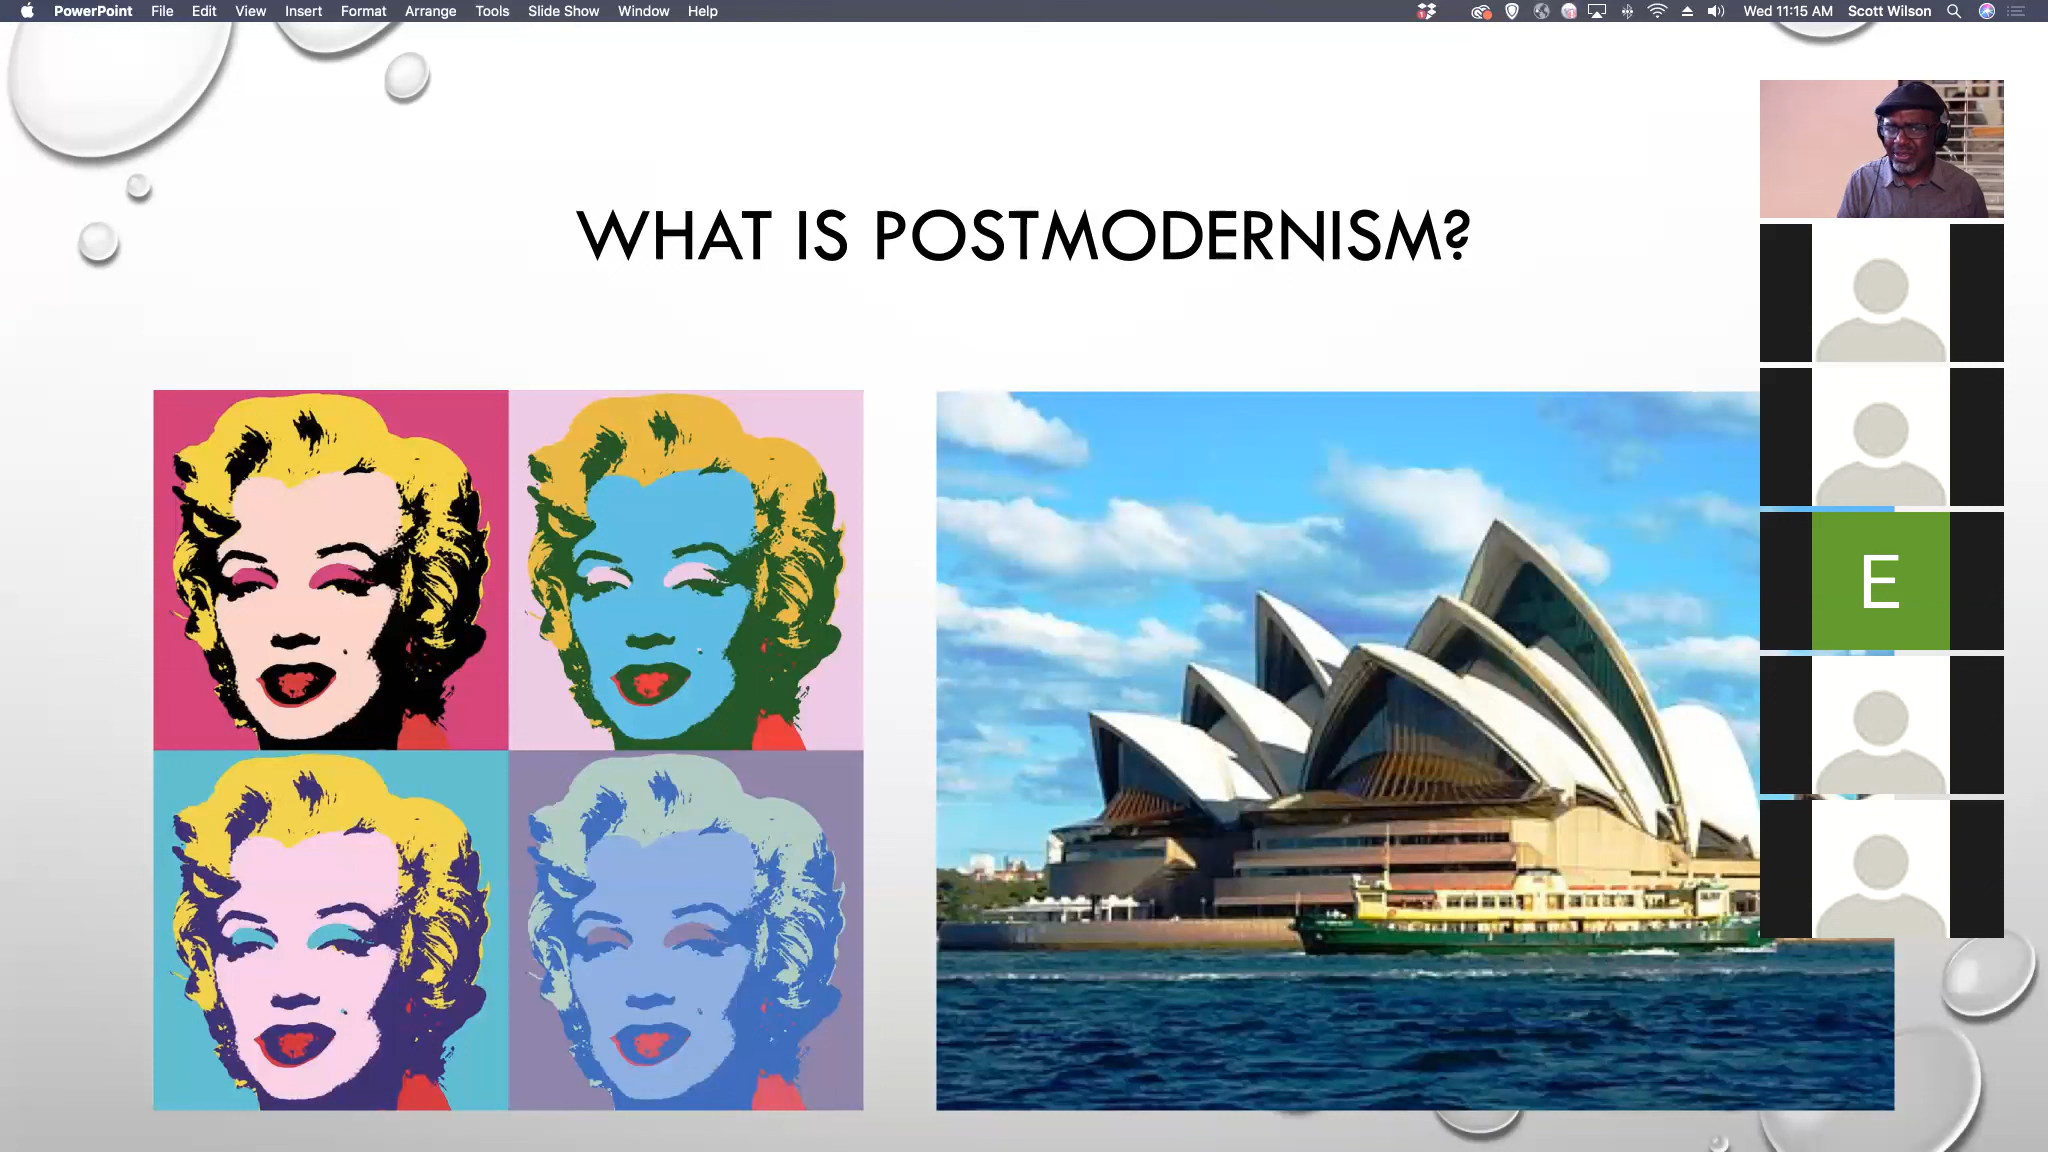 PowerPoint File Edit View Insert Format Arrange Tools Slide Show Window Help Wed 11:15 AM Scott Wilson
WHAT IS POSTMODERNISM?
E